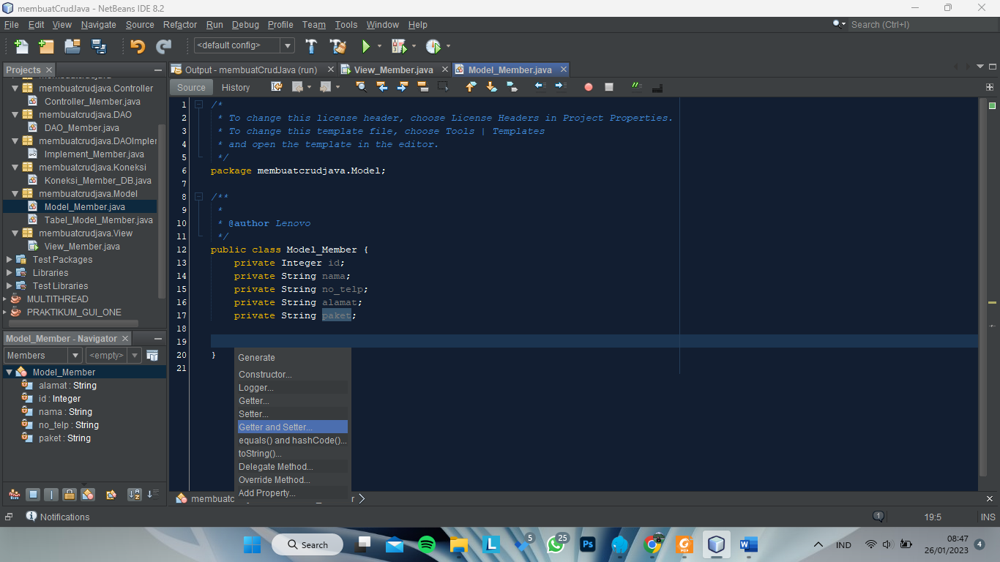 membuatCrudJava - NetBeans IDE 8.2
File Edit View Navigate Source Refactor Run Debug Profile Team Tools Window Help
Search (Ctrl+I)
<default config>
Projects
Output - membuatCrudJava (run)
View_Member.java
Model_Member.java
Source History
membuatcrudjava.Controller
Controller_Member.java
membuatcrudjava.DAO
DAO_Member.java
membuatcrudjava.DAOImpler
Implement_Member.java
membuatcrudjava.Koneksi
Koneksi_Member_DB.java
membuatcrudjava.Model
Model_Member.java
Tabel_Model_Member.java
membuatcrudjava.View
View_Member.java
Test Packages
Libraries
Test Libraries
MULTITHREAD
PRAKTIKUM_GUI_ONE
Model_Member - Navigator
Members <empty>
Model_Member
alamat : String
id : Integer
nama : String
no_telp : String
paket : String
1 /*
2 * To change this license header, choose License Headers in Project Properties.
3 * To change this template file, choose Tools | Templates
4 * and open the template in the editor.
5 */
6 package membuatcrudjava.Model;
7
8 /**
9 *
10 * @author Lenovo
11 */
12 public class Model_Member {
13 private Integer id;
14 private String nama;
15 private String no_telp;
16 private String alamat;
17 private String paket;
18
19
20 }
21
Generate
Constructor...
Logger...
Getter...
Setter...
Getter and Setter...
equals() and hashCode()...
toString()...
Delegate Method...
Override Method...
Add Property...
membuatc
r
Notifications
1
19:5
INS
Search
5
25
Ps
IND
08:47
26/01/2023
4